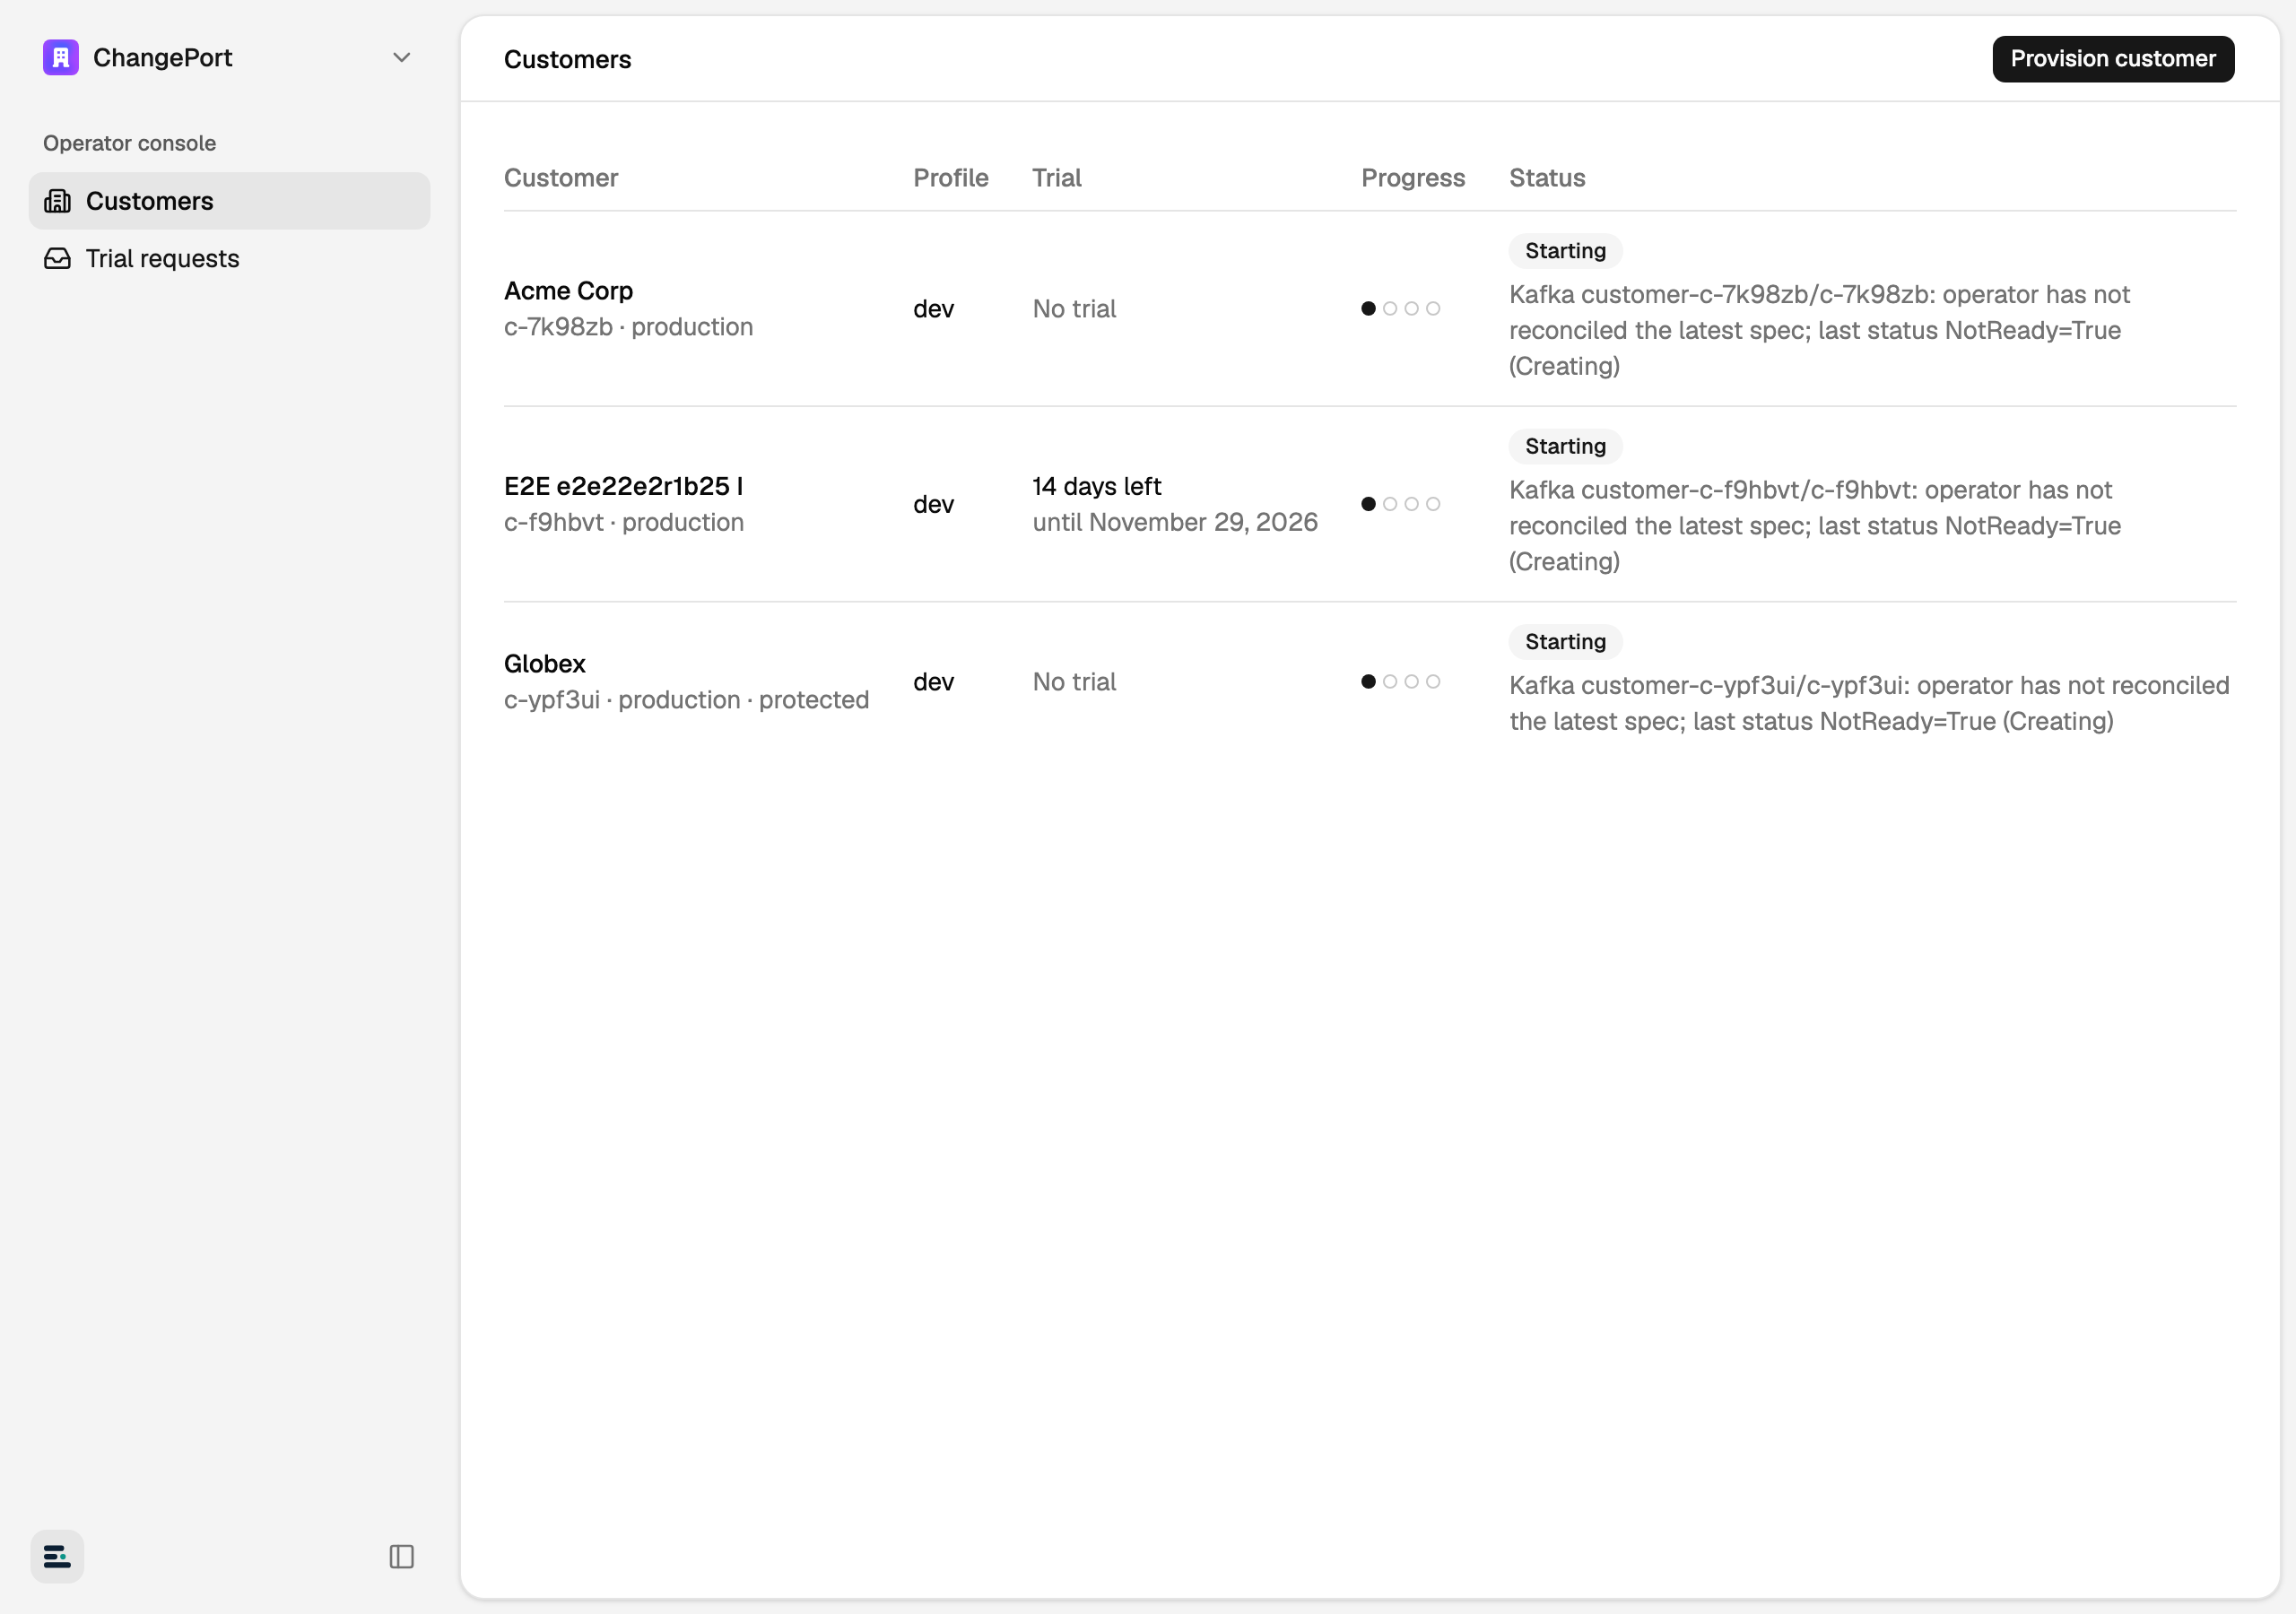 ChangePort
Operator console
Customers
Trial requests
Customers
Provision customer
Customer Profile Trial Progress Status
Acme Corp
c-7k98zb · production
dev
No trial
Starting
Kafka customer-c-7k98zb/c-7k98zb: operator has not
reconciled the latest spec; last status NotReady=True
(Creating)
E2E e2e22e2r1b25 I
c-f9hbvt · production
dev
14 days left
until November 29, 2026
Starting
Kafka customer-c-f9hbvt/c-f9hbvt: operator has not
reconciled the latest spec; last status NotReady=True
(Creating)
Globex
c-ypf3ui · production · protected
dev
No trial
Starting
Kafka customer-c-ypf3ui/c-ypf3ui: operator has not reconciled
the latest spec; last status NotReady=True (Creating)